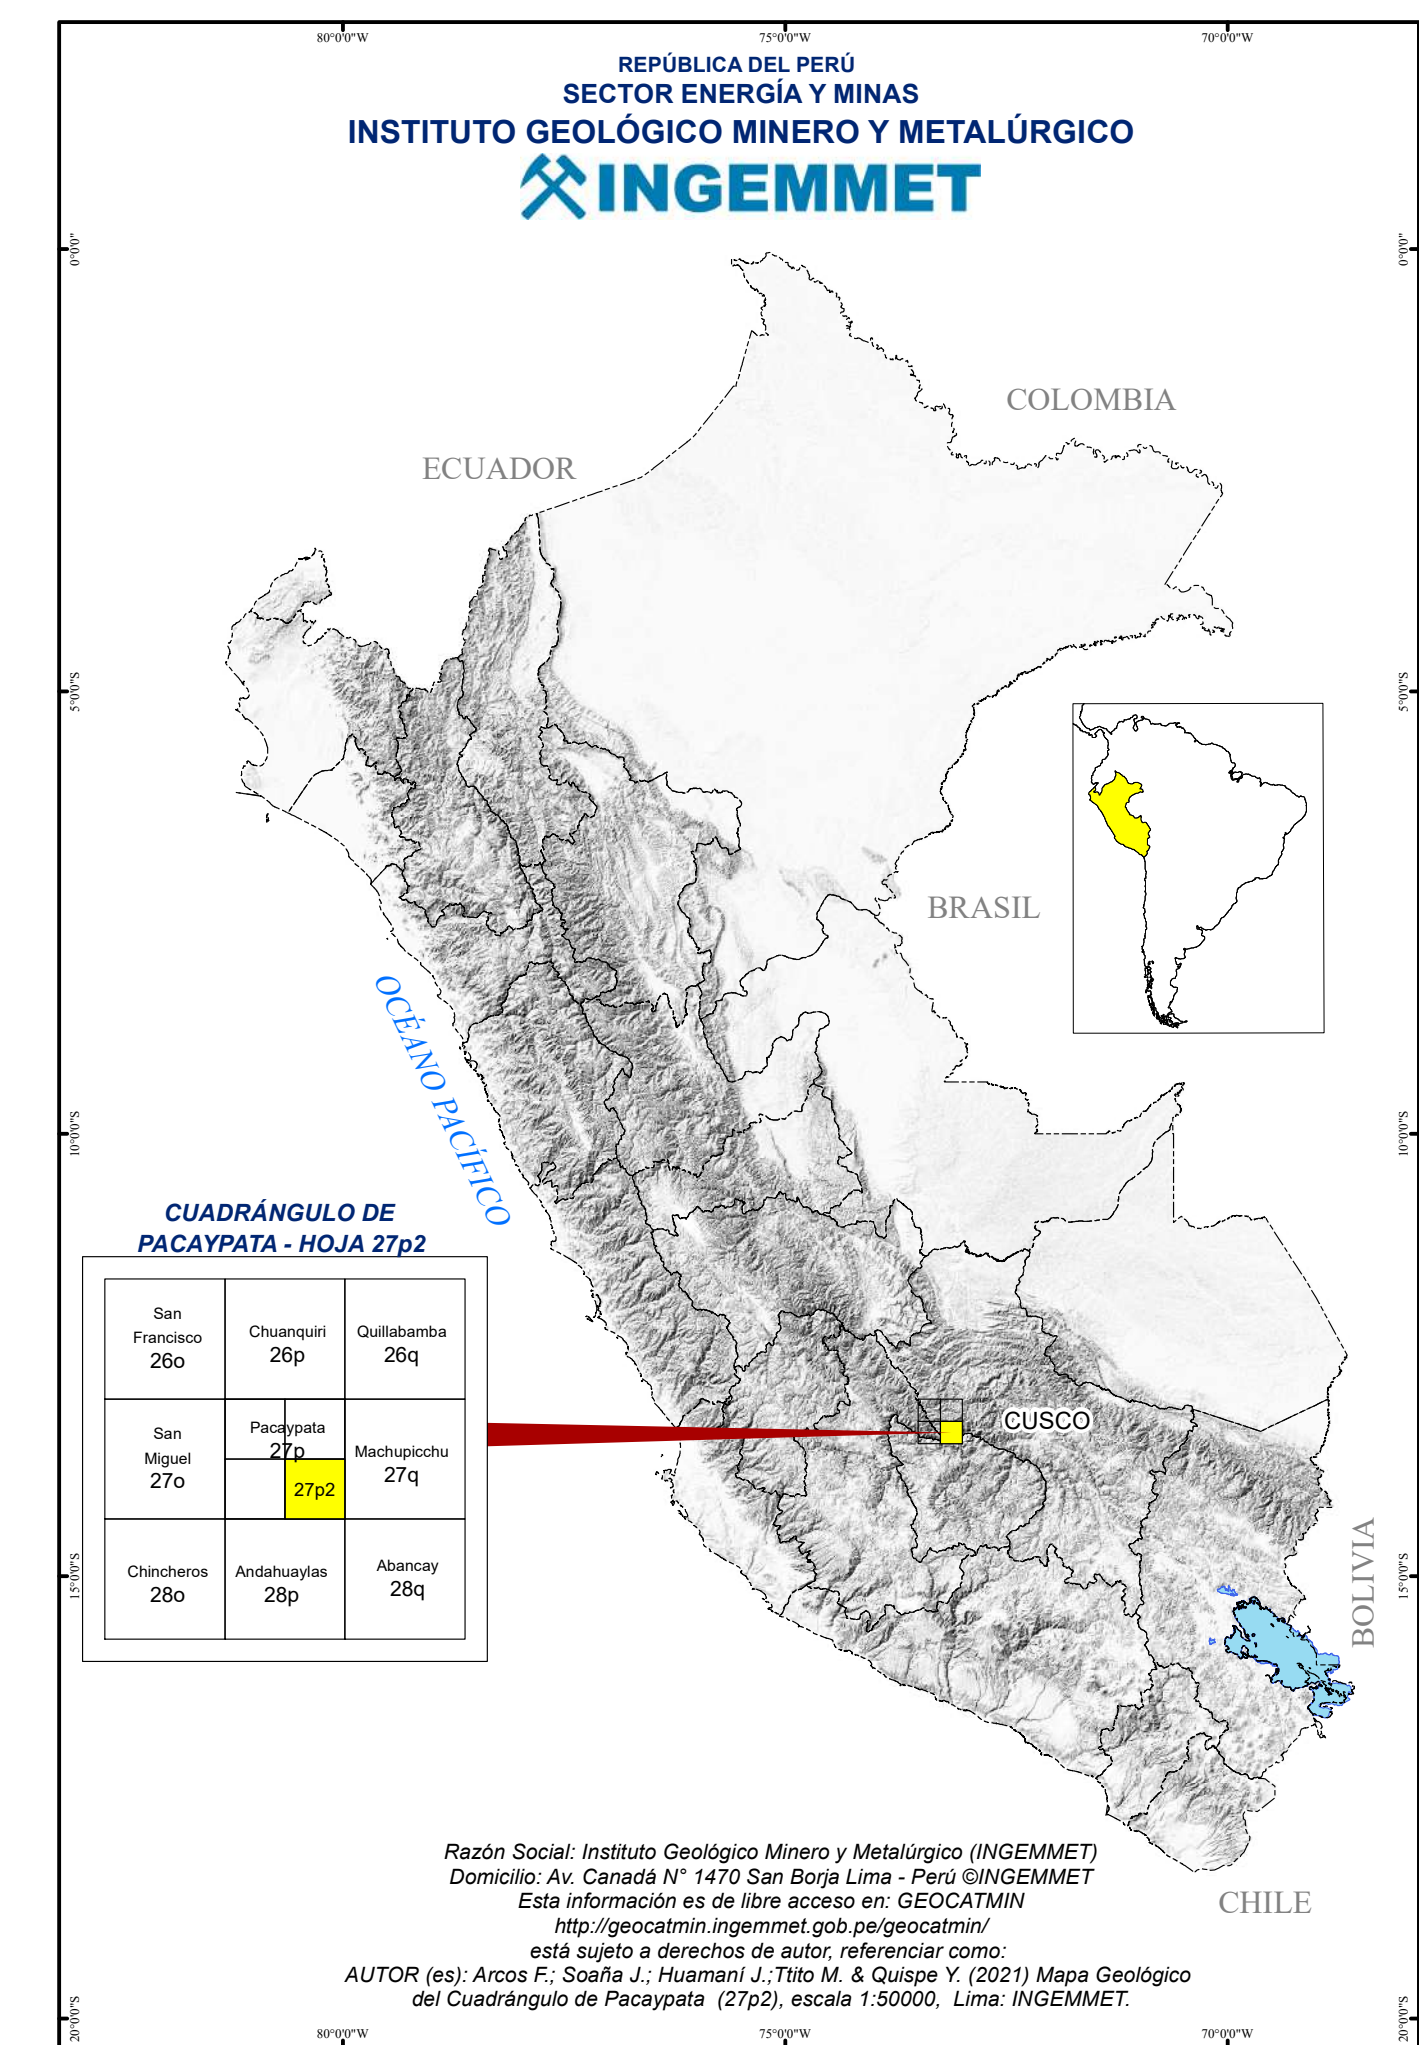 80°0'0"W
75°0'0"W
70°0'0"W
REPÚBLICA DEL PERÚ
SECTOR ENERGÍA Y MINAS
INSTITUTO GEOLÓGICO MINERO Y METALÚRGICO
INGEMMET
0°0'0"
0°0'0"
COLOMBIA
ECUADOR
5°0'0"S
5°0'0"S
BRASIL
OCÉANO PACÍFICO
10°0'0"S
10°0'0"S
CUADRÁNGULO DE
PACAYPATA - HOJA 27p2
San
Francisco
26o
Chuanquiri
26p
Quillabamba
26q
San
Miguel
27o
Pacaypata
27p
27p2
Machupicchu
27q
Chincheros
28o
Andahuaylas
28p
Abancay
28q
CUSCO
15°0'0"S
15°0'0"S
BOLIVIA
CHILE
Razón Social: Instituto Geológico Minero y Metalúrgico (INGEMMET)
Domicilio: Av. Canadá N° 1470 San Borja Lima - Perú ©INGEMMET
Esta información es de libre acceso en: GEOCATMIN
http://geocatmin.ingemmet.gob.pe/geocatmin/
está sujeto a derechos de autor, referenciar como:
AUTOR (es): Arcos F.; Soaña J.; Huamaní J.;Ttito M. & Quispe Y. (2021) Mapa Geológico
del Cuadrángulo de Pacaypata (27p2), escala 1:50000, Lima: INGEMMET.
20°0'0"S
20°0'0"S
80°0'0"W
75°0'0"W
70°0'0"W